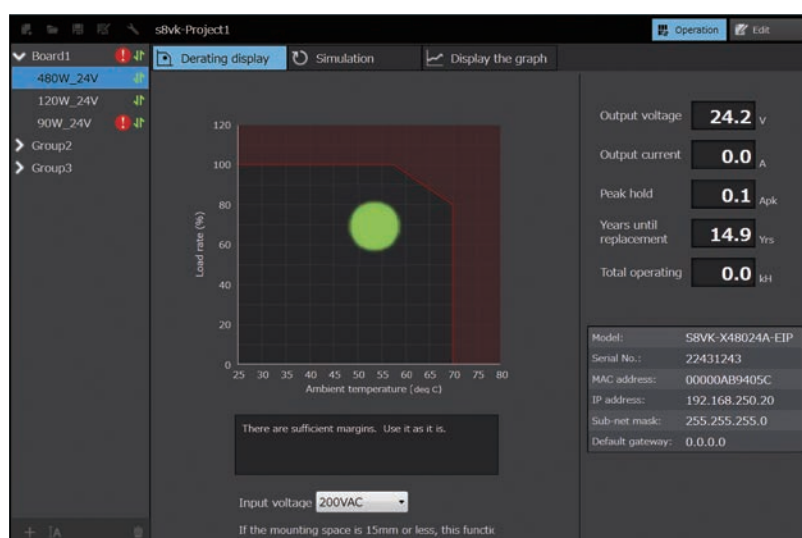 s8vk-Project1
Operation
Edit
Board1
480W_24V
120W_24V
90W_24V
Group2
Group3
Derating display
Simulation
Display the graph
120
100
80
60
40
20
0
Load rate (%)
25 30 35 40 45 50 55 60 65 70 75 80
Ambient temperature [deg C]
There are sufficient margins. Use it as it is.
Input voltage 200VAC
If the mounting space is 15mm or less, this functi
Output voltage 24.2 V
Output current 0.0 A
Peak hold 0.1 Apk
Years until
replacement 14.9 Yrs
Total operating 0.0 kH
Model: S8VK-X48024A-EIP
Serial No.: 22431243
MAC address: 00000AB9405C
IP address: 192.168.250.20
Sub-net mask: 255.255.255.0
Default gateway: 0.0.0.0